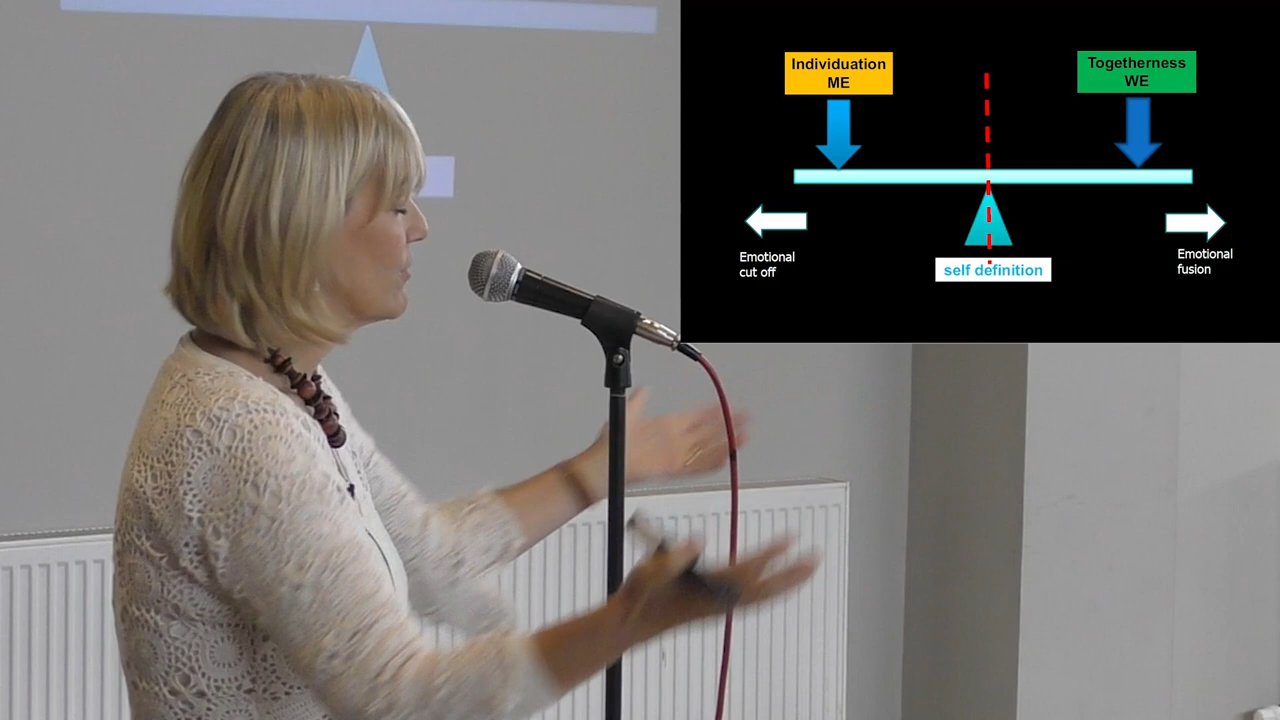 Individuation
ME
Togetherness
WE
Emotional
cut off
self definition
Emotional
fusion